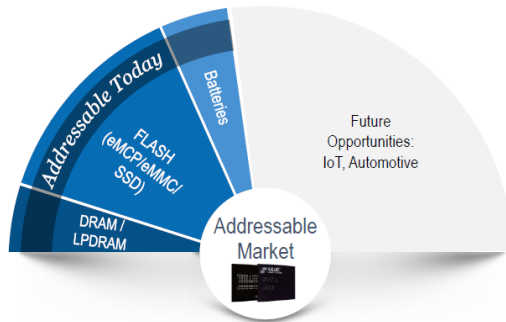 Addressable Today
Batteries
FLASH
(eMCP/eMMC/
SSD)
DRAM /
LPDRAM
Future
Opportunities:
IoT, Automotive
Addressable
Market